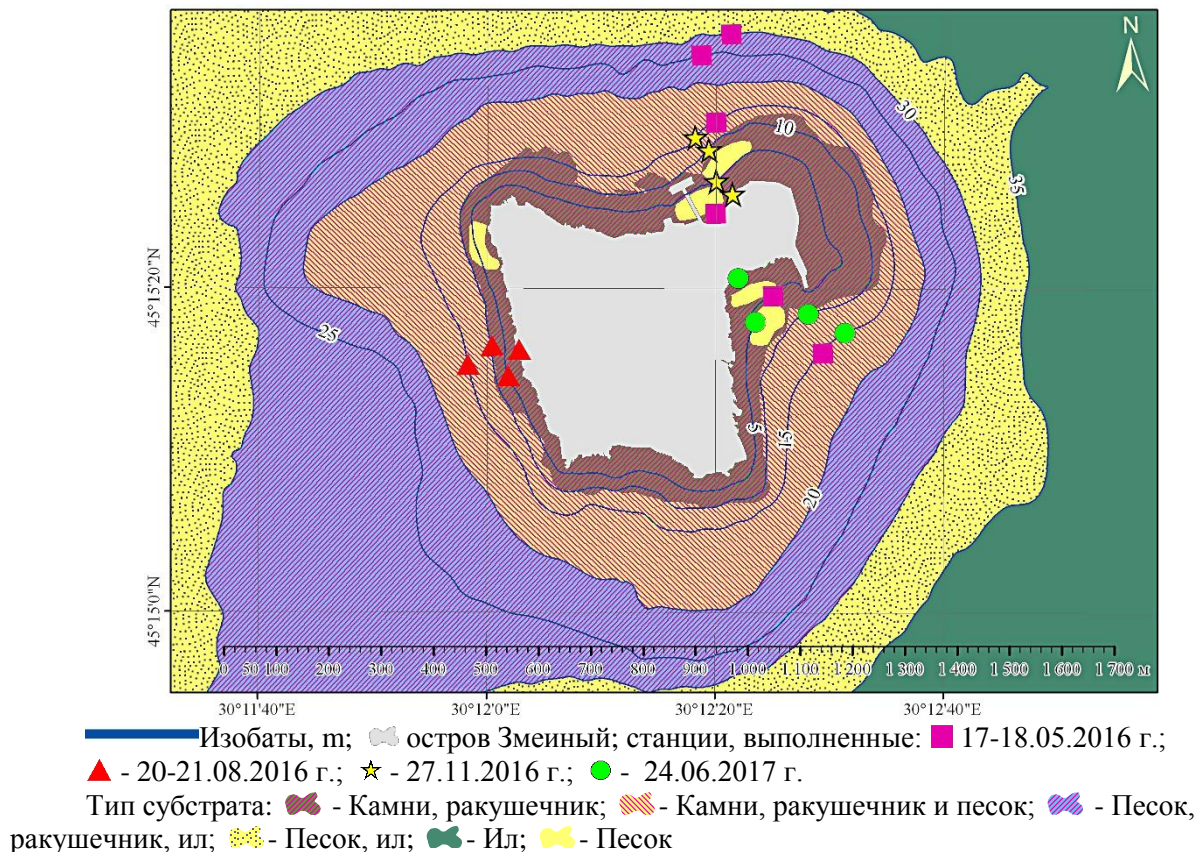 N
10
30
35
45°15'20"N
25
5
15
20
45°15'0"N
0 50 100 200 300 400 500 600 700 800 900 1 000 1 100 1 200 1 300 1 400 1 500 1 600 1 700 м
30°11'40"E 30°12'0"E 30°12'20"E 30°12'40"E
Изобаты, m; остров Змеиный; станции, выполненные: 17-18.05.2016 г.;
- 20-21.08.2016 г.; - 27.11.2016 г.; - 24.06.2017 г.
Тип субстрата: - Камни, ракушечник; - Камни, ракушечник и песок; - Песок,
ракушечник, ил; - Песок, ил; - Ил; - Песок